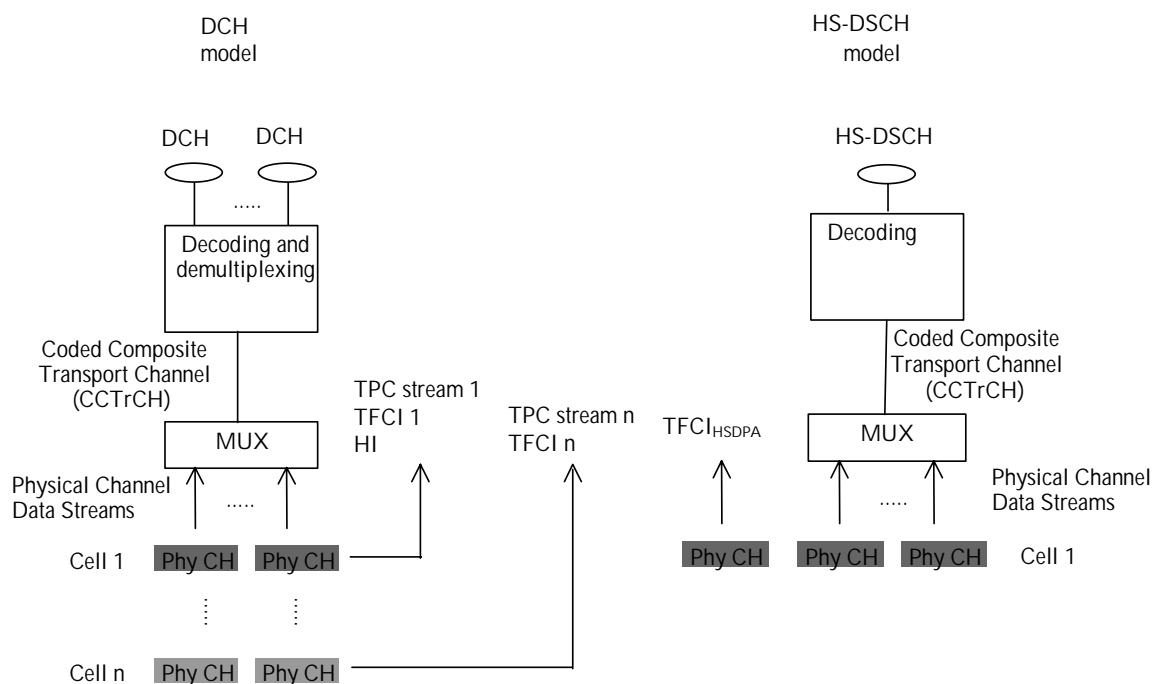 DCH
model
HS-DSCH
model
DCH
DCH
.....
Decoding and
demultiplexing
Coded Composite
Transport Channel
(CCTrCH)
MUX
Physical Channel
Data Streams
.....
TPC stream 1
TFCI 1
HI
TPC stream n
TFCI n
Cell 1
Phy CH
Phy CH
Cell n
Phy CH
Phy CH
HS-DSCH
Decoding
Coded Composite
Transport Channel
(CCTrCH)
TFCIHSDPA
MUX
Physical Channel
Data Streams
.....
Phy CH
Phy CH
Phy CH
Cell 1